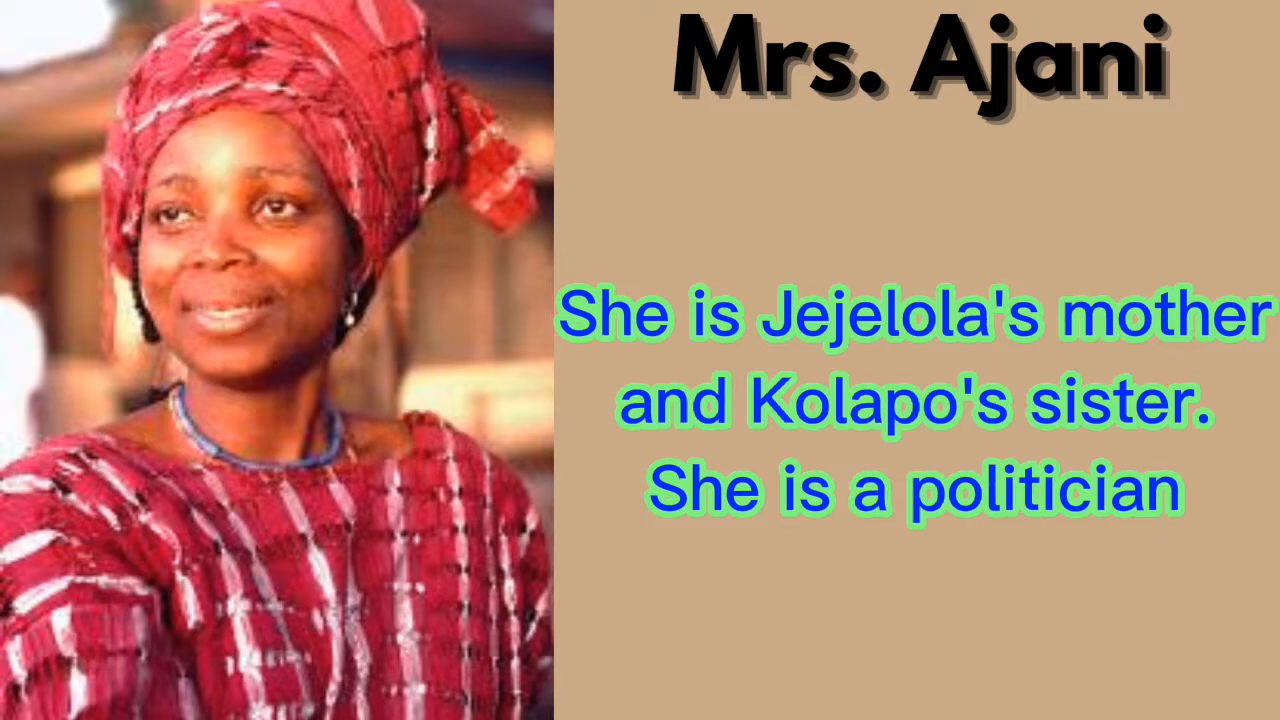 Mrs. Ajani
She is Jejelola's mother
and Kolapo's sister.
She is a politician